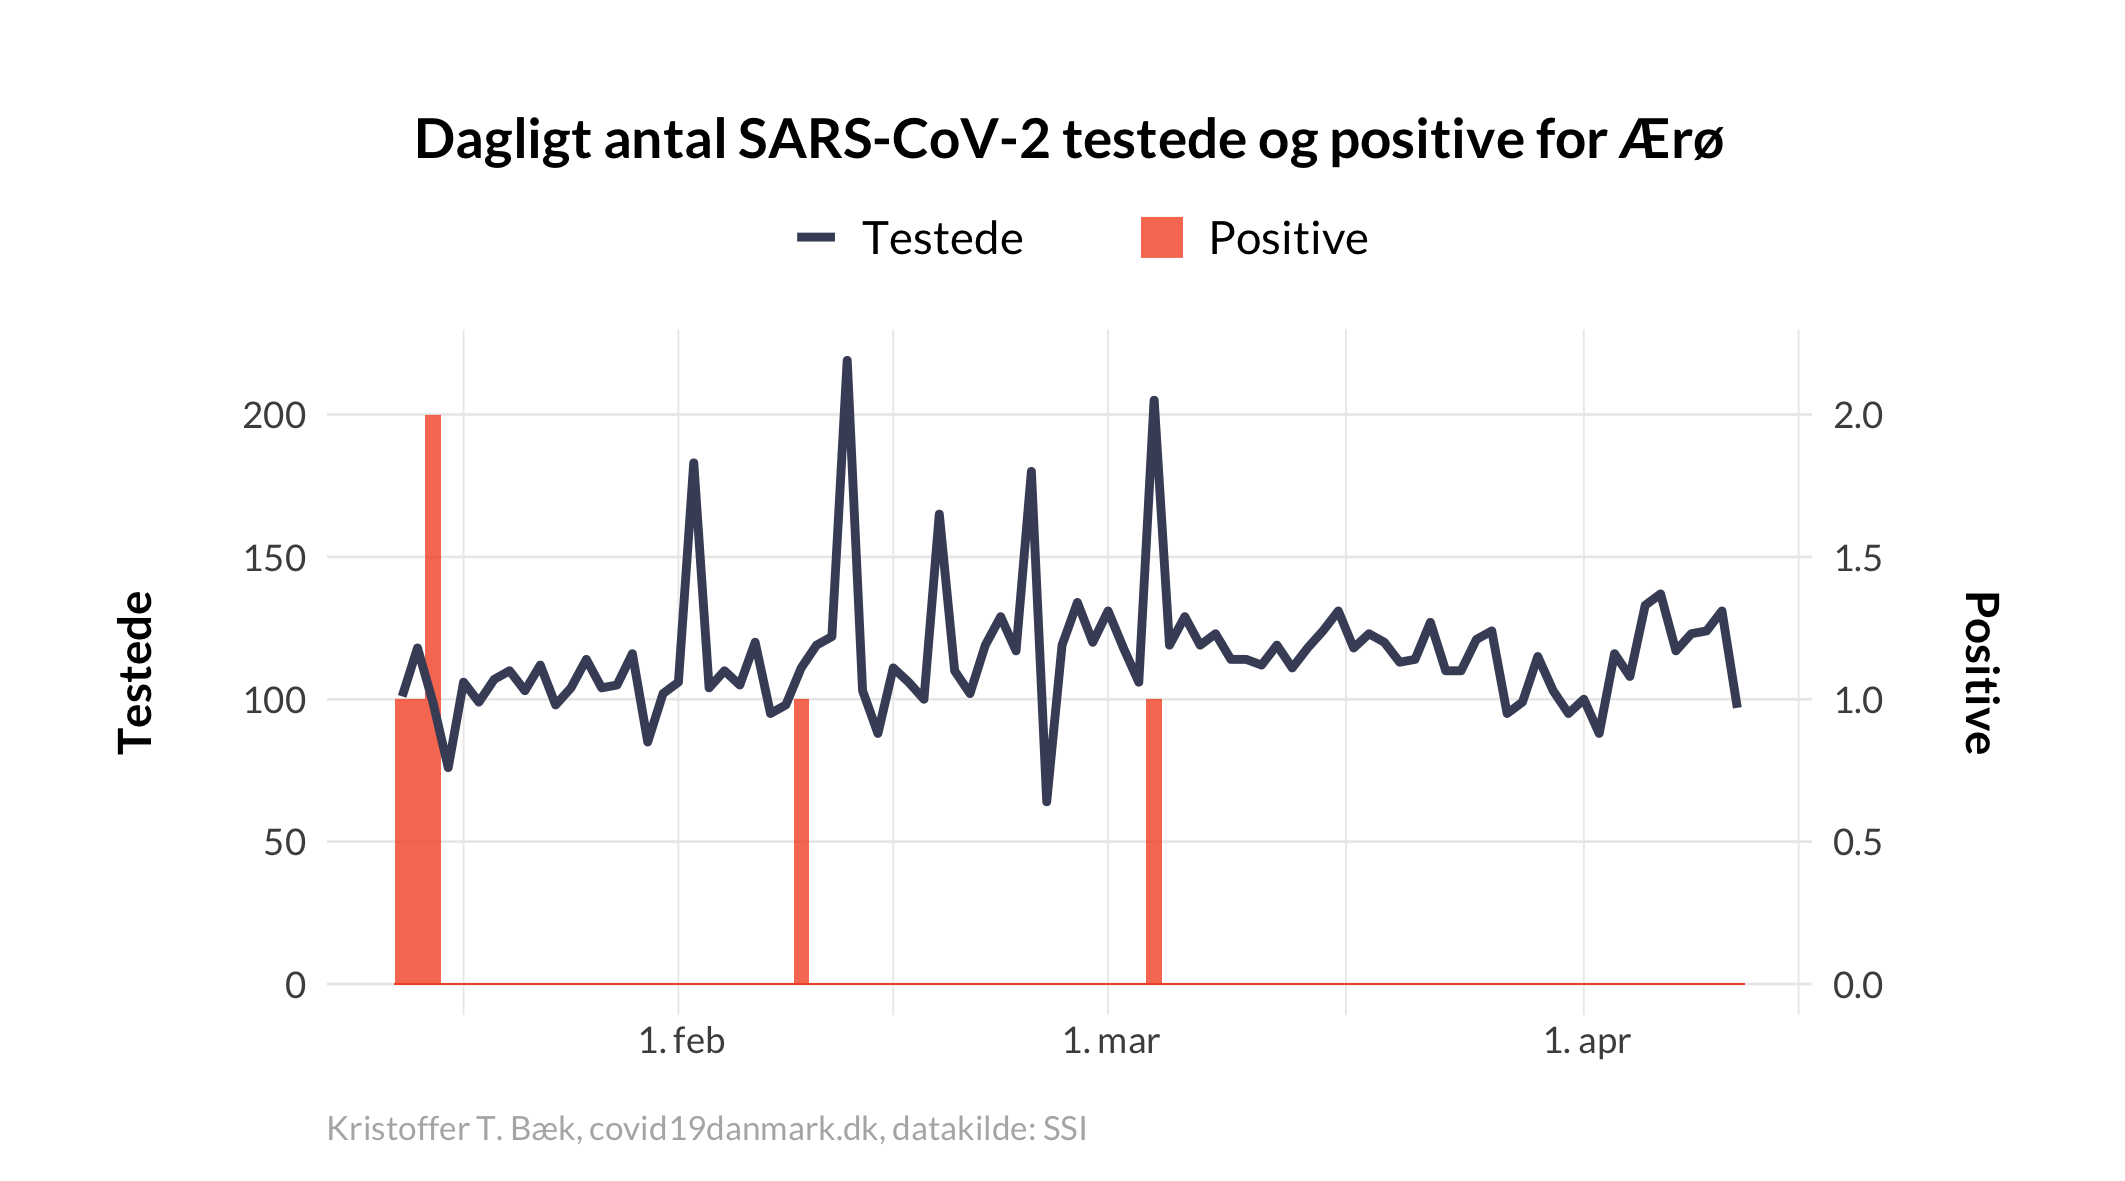 Dagligt antal SARS-CoV-2 testede og positive for Ærø
Testede Positive
Testede
200
150
100
50
0
2.0
1.5
1.0
0.5
0.0
Positive
1. feb 1. mar 1. apr
Kristoffer T. Bæk, covid19danmark.dk, datakilde: SSI